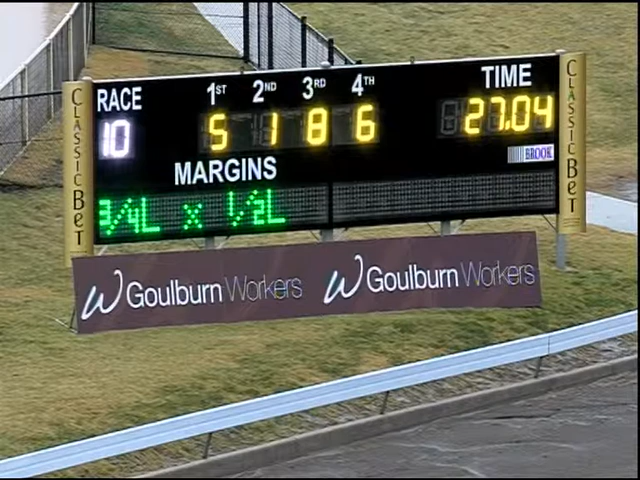 RACE 1ST 2ND 3RD 4TH TIME
10 5 1 8 6 27.04
BROOK
MARGINS
3/4L x 1/2L
CLASSICBET
CLASSICBET
W Goulburn Workers W Goulburn Workers